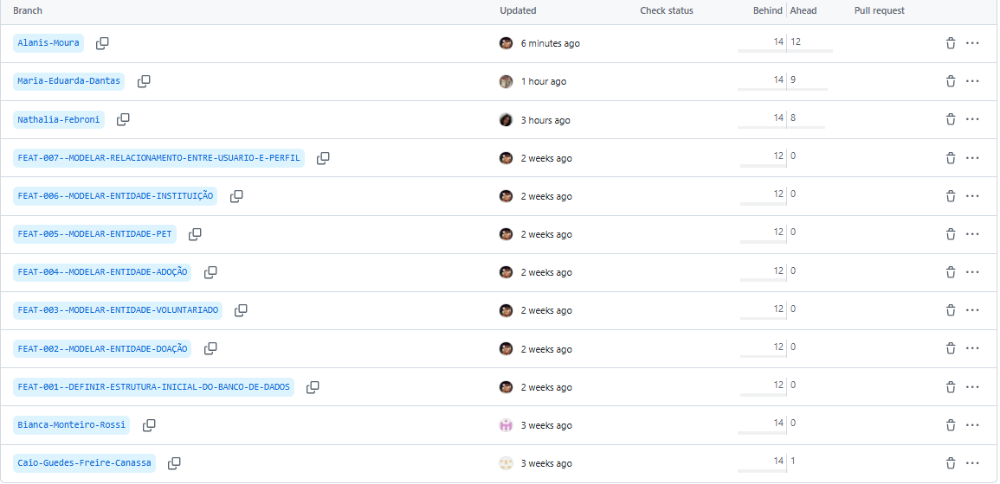 Branch Updated Check status Behind Ahead Pull request
Alanis-Moura 6 minutes ago 14 12
Maria-Eduarda-Dantas 1 hour ago 14 9
Nathalia-Febroni 3 hours ago 14 8
FEAT-007--MODELAR-RELACIONAMENTO-ENTRE-USUARIO-E-PERFIL 2 weeks ago 12 0
FEAT-006--MODELAR-ENTIDADE-INSTITUIÇÃO 2 weeks ago 12 0
FEAT-005--MODELAR-ENTIDADE-PET 2 weeks ago 12 0
FEAT-004--MODELAR-ENTIDADE-ADOÇÃO 2 weeks ago 12 0
FEAT-003--MODELAR-ENTIDADE-VOLUNTARIADO 2 weeks ago 12 0
FEAT-002--MODELAR-ENTIDADE-DOAÇÃO 2 weeks ago 12 0
FEAT-001--DEFINIR-ESTRUTURA-INICIAL-DO-BANCO-DE-DADOS 2 weeks ago 12 0
Bianca-Monteiro-Rossi 3 weeks ago 14 0
Caio-Guedes-Freire-Canassa 3 weeks ago 14 1